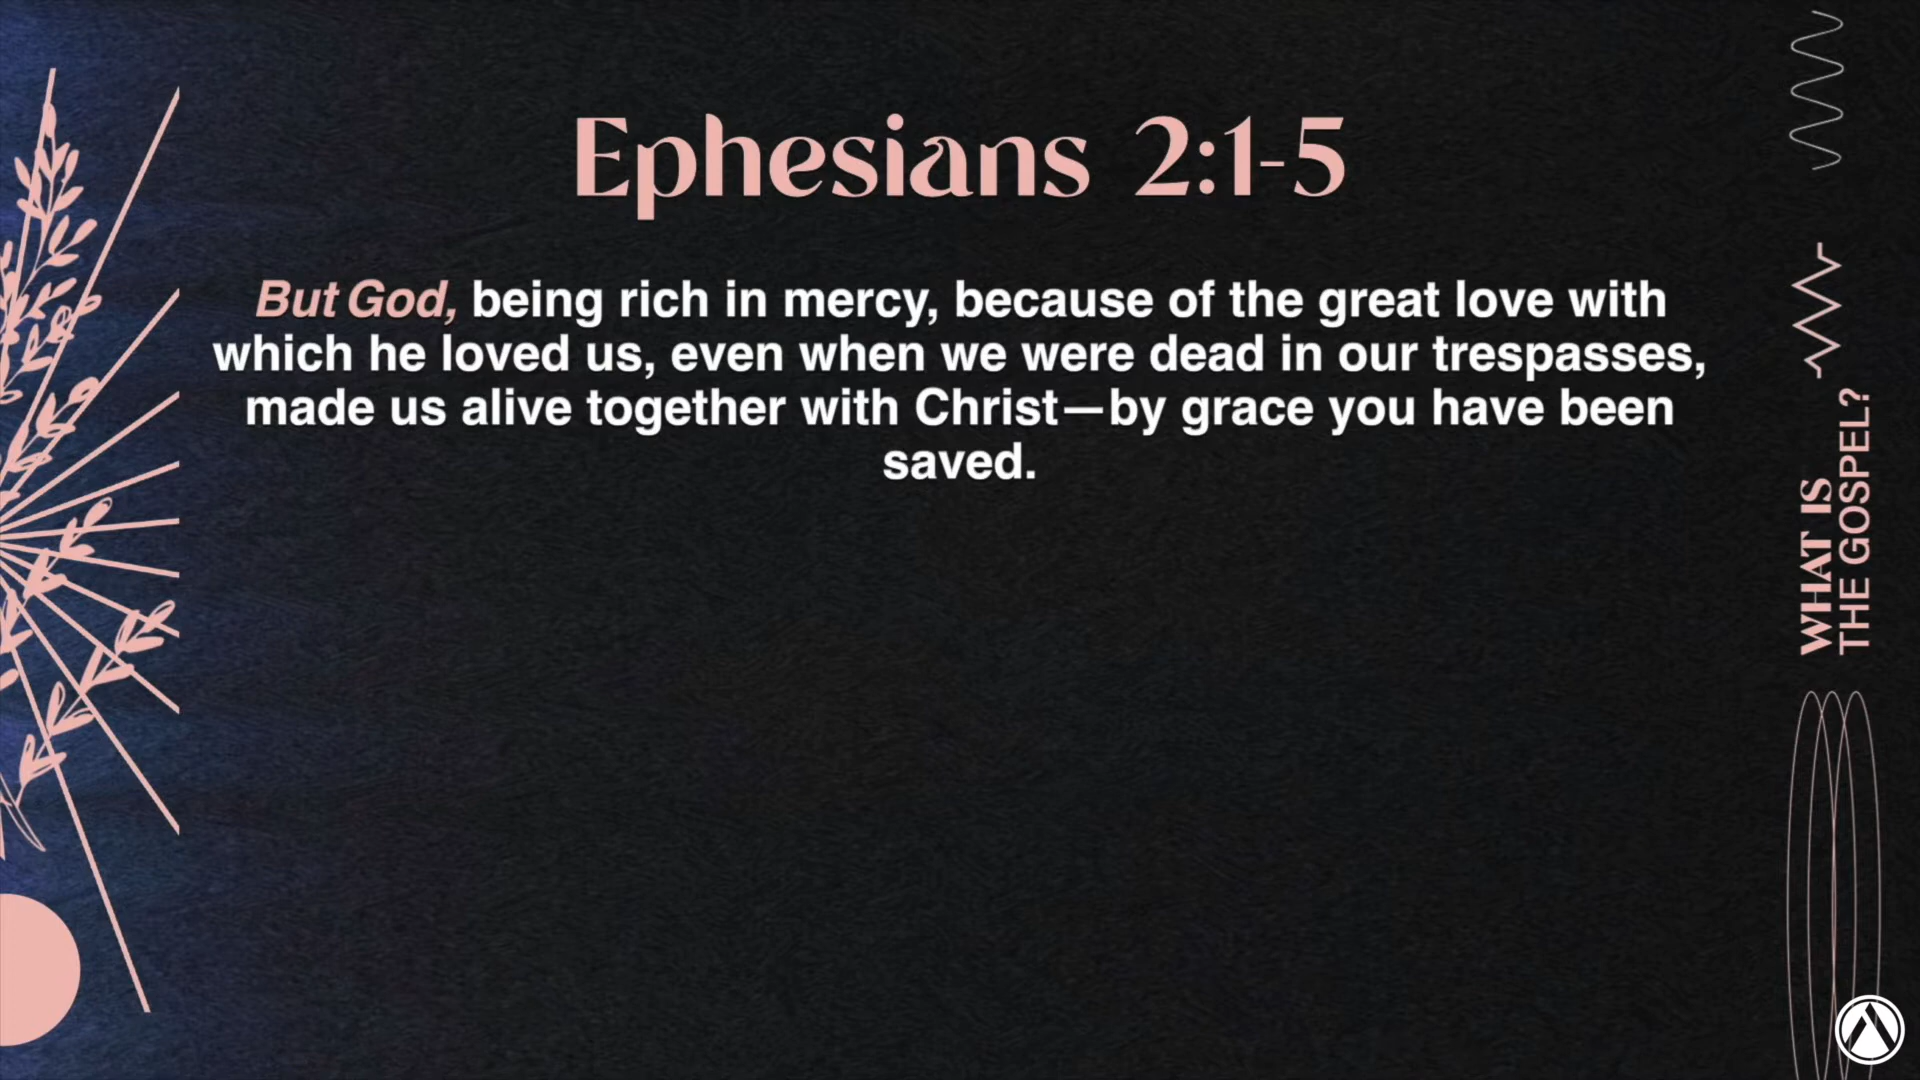 Ephesians 2:1-5
But God, being rich in mercy, because of the great love with
which he loved us, even when we were dead in our trespasses,
made us alive together with Christ—by grace you have been
saved.
WHAT IS
THE GOSPEL?